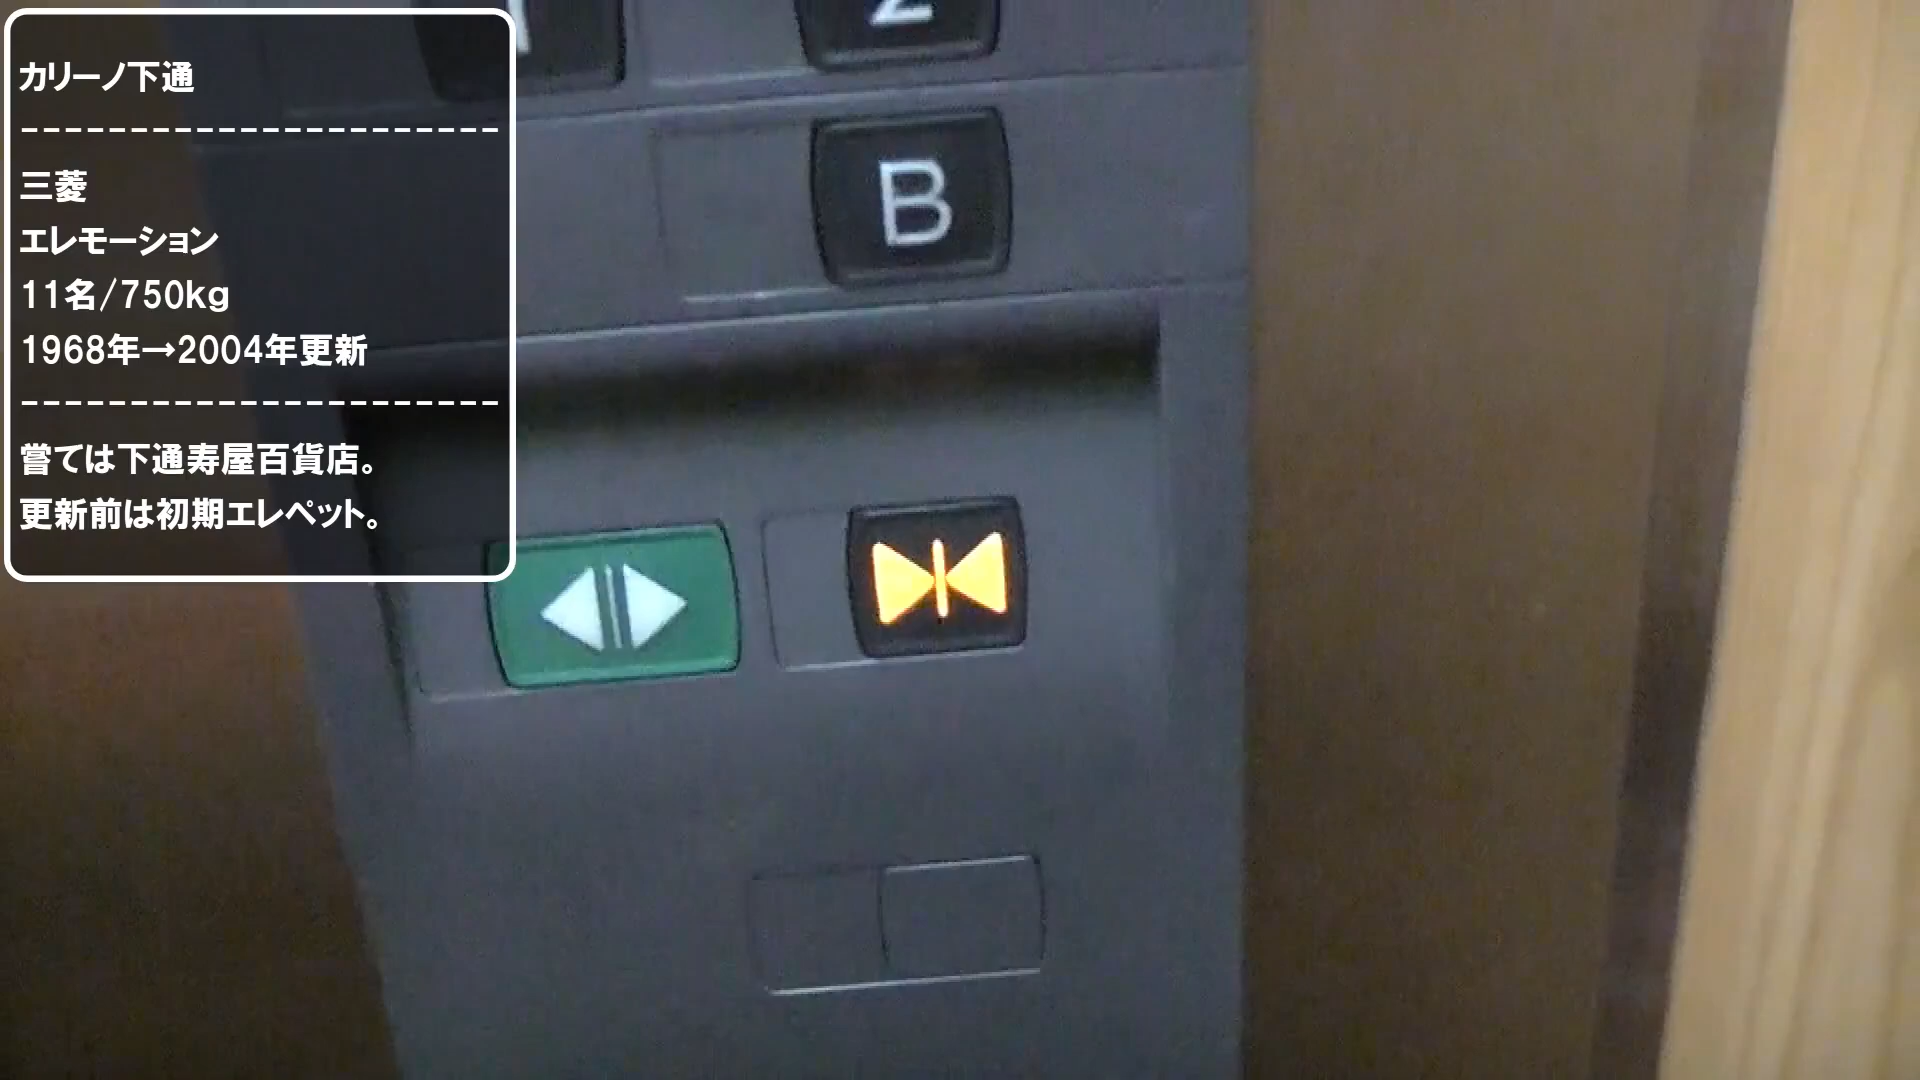 カリーノ下通
----------------------
三菱
エレモーション
11名/750kg
1968年→2004年更新
----------------------
嘗ては下通寿屋百貨店。
更新前は初期エレペット。
1 2
B